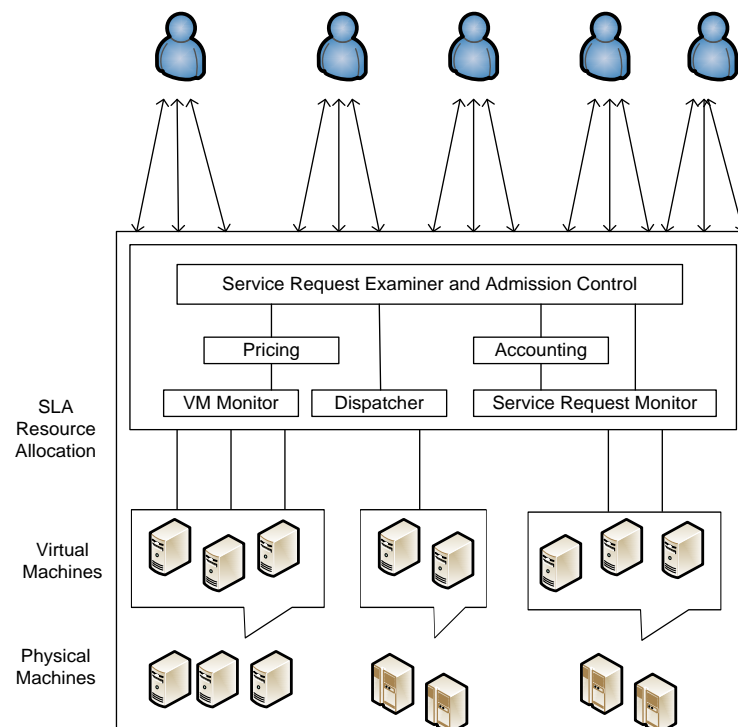 Service Request Examiner and Admission Control
Pricing
Accounting
VM Monitor
Dispatcher
Service Request Monitor
SLA
Resource
Allocation
Virtual
Machines
Physical
Machines